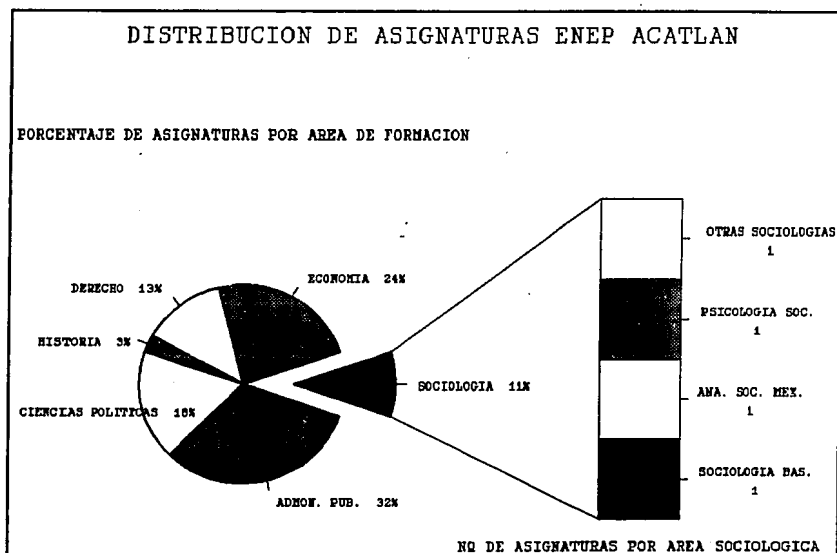 DISTRIBUCION DE ASIGNATURAS ENEP ACATLAN
PORCENTAJE DE ASIGNATURAS POR AREA DE FORMACION
OTRAS SOCIOLOGIAS
1
ECONOMIA 24%
DERECHO 13%
PSICOLOGIA SOC.
1
HISTORIA 3%
SOCIOLOGIA 11%
ANA. SOC. MEX.
1
CIENCIAS POLITICAS 18%
SOCIOLOGIA BAS.
1
ADMON. PUB. 32%
Nº DE ASIGNATURAS POR AREA SOCIOLOGICA